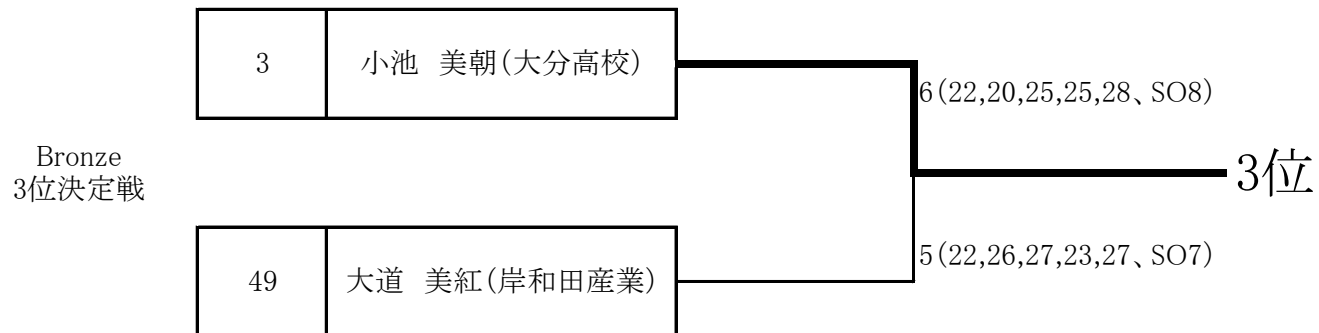 3 小池 美朝(大分高校)
6(22,20,25,25,28、SO8)
Bronze
3位決定戦
3位
5(22,26,27,23,27、SO7)
49 大道 美紅(岸和田産業)